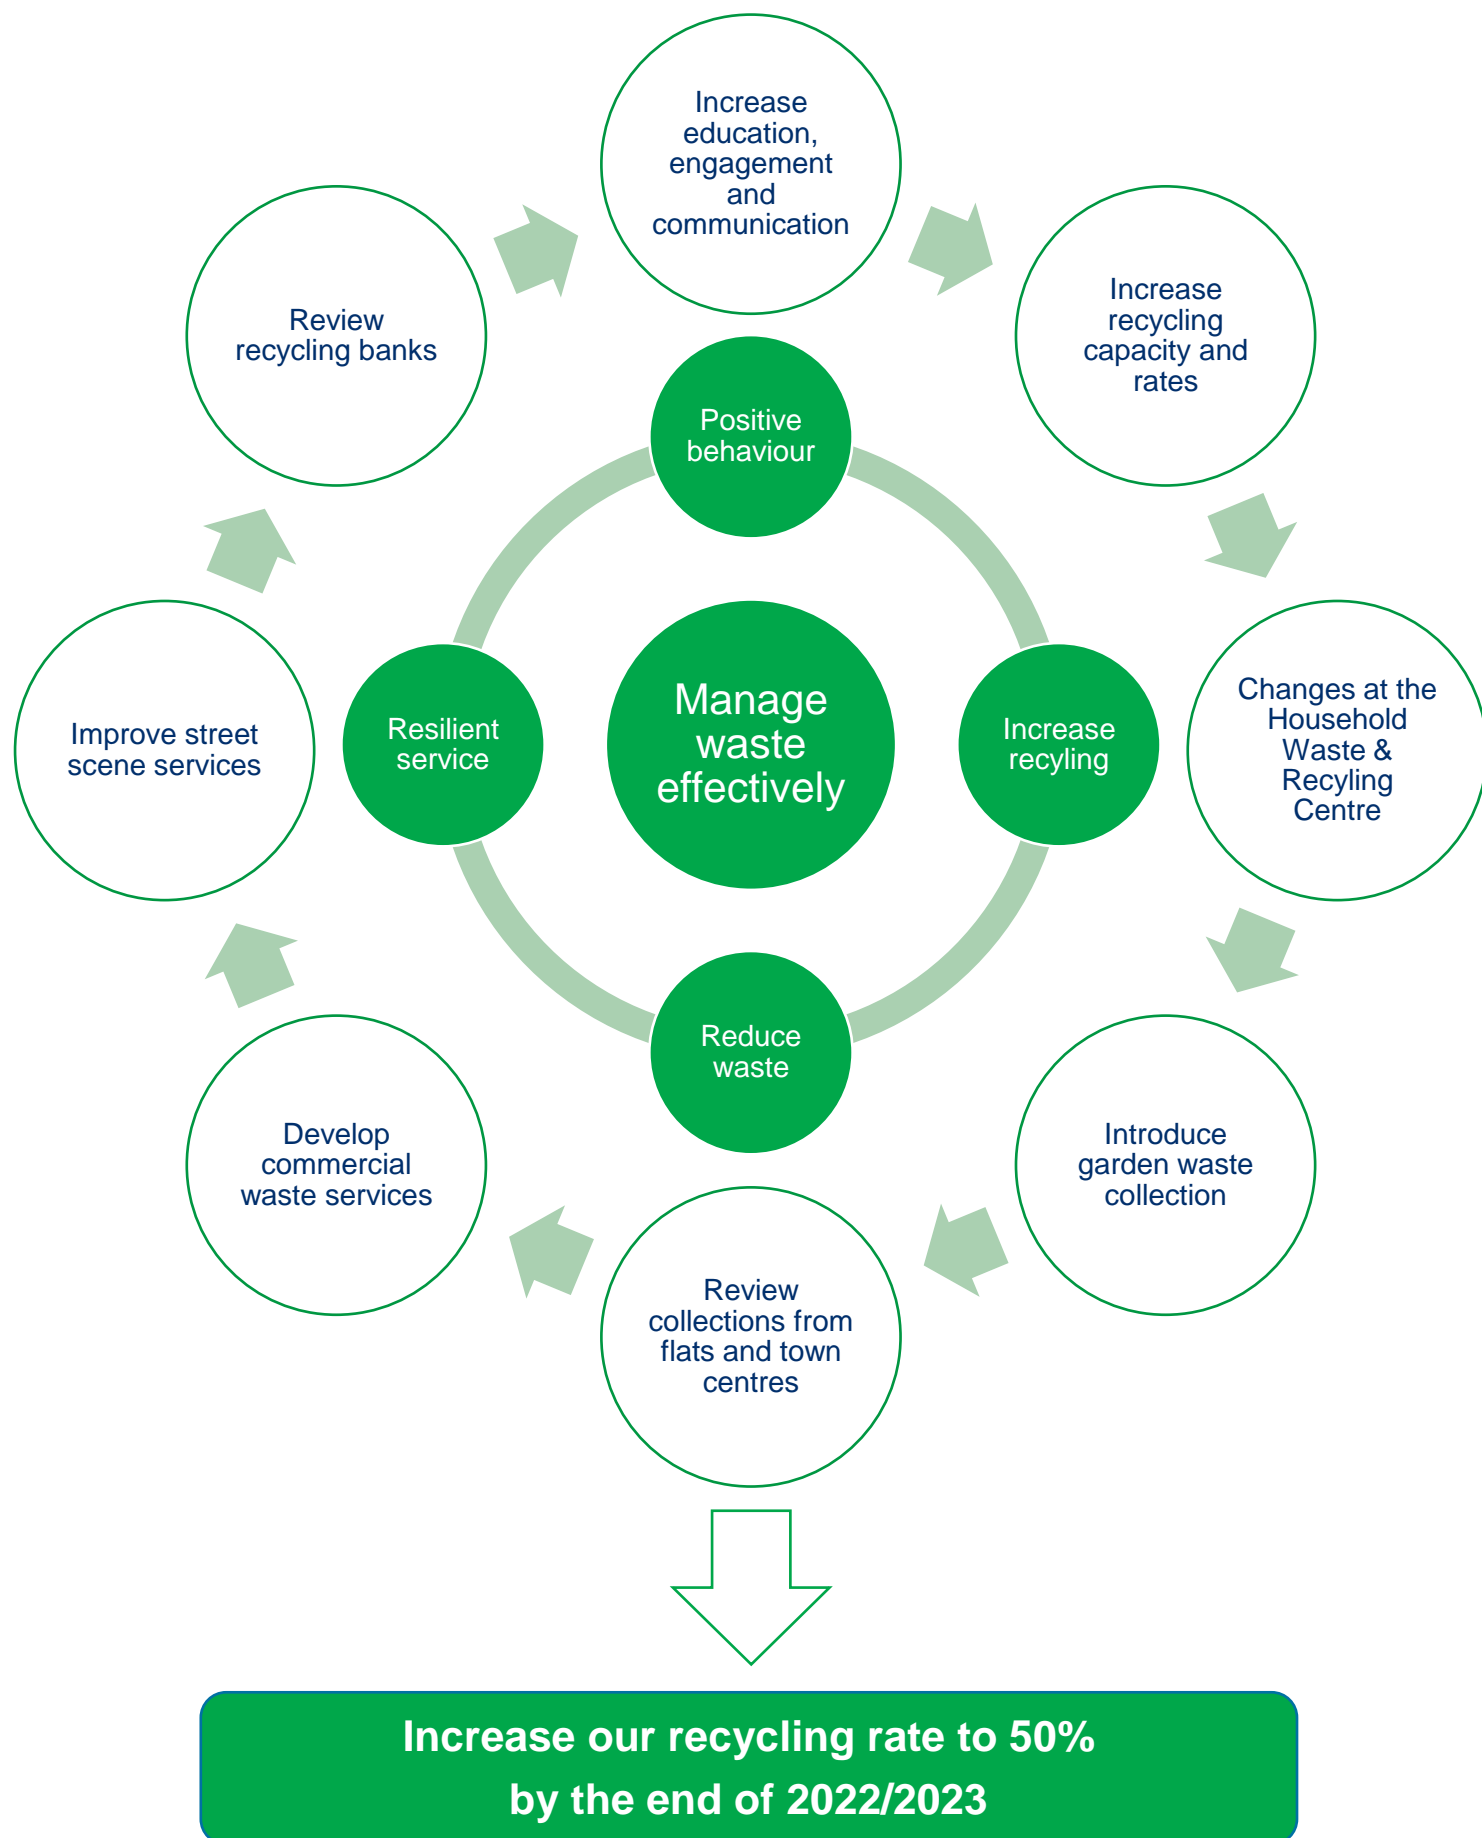 Increase
education,
engagement
and
communication
Increase
recycling
capacity and
rates
Review
recycling banks
Positive
behaviour
Changes at the
Household
Waste &
Recyling
Centre
Improve street
scene services
Resilient
service
Manage
waste
effectively
Increase
recyling
Reduce
waste
Introduce
garden waste
collection
Develop
commercial
waste services
Review
collections from
flats and town
centres
Increase our recycling rate to 50%
by the end of 2022/2023